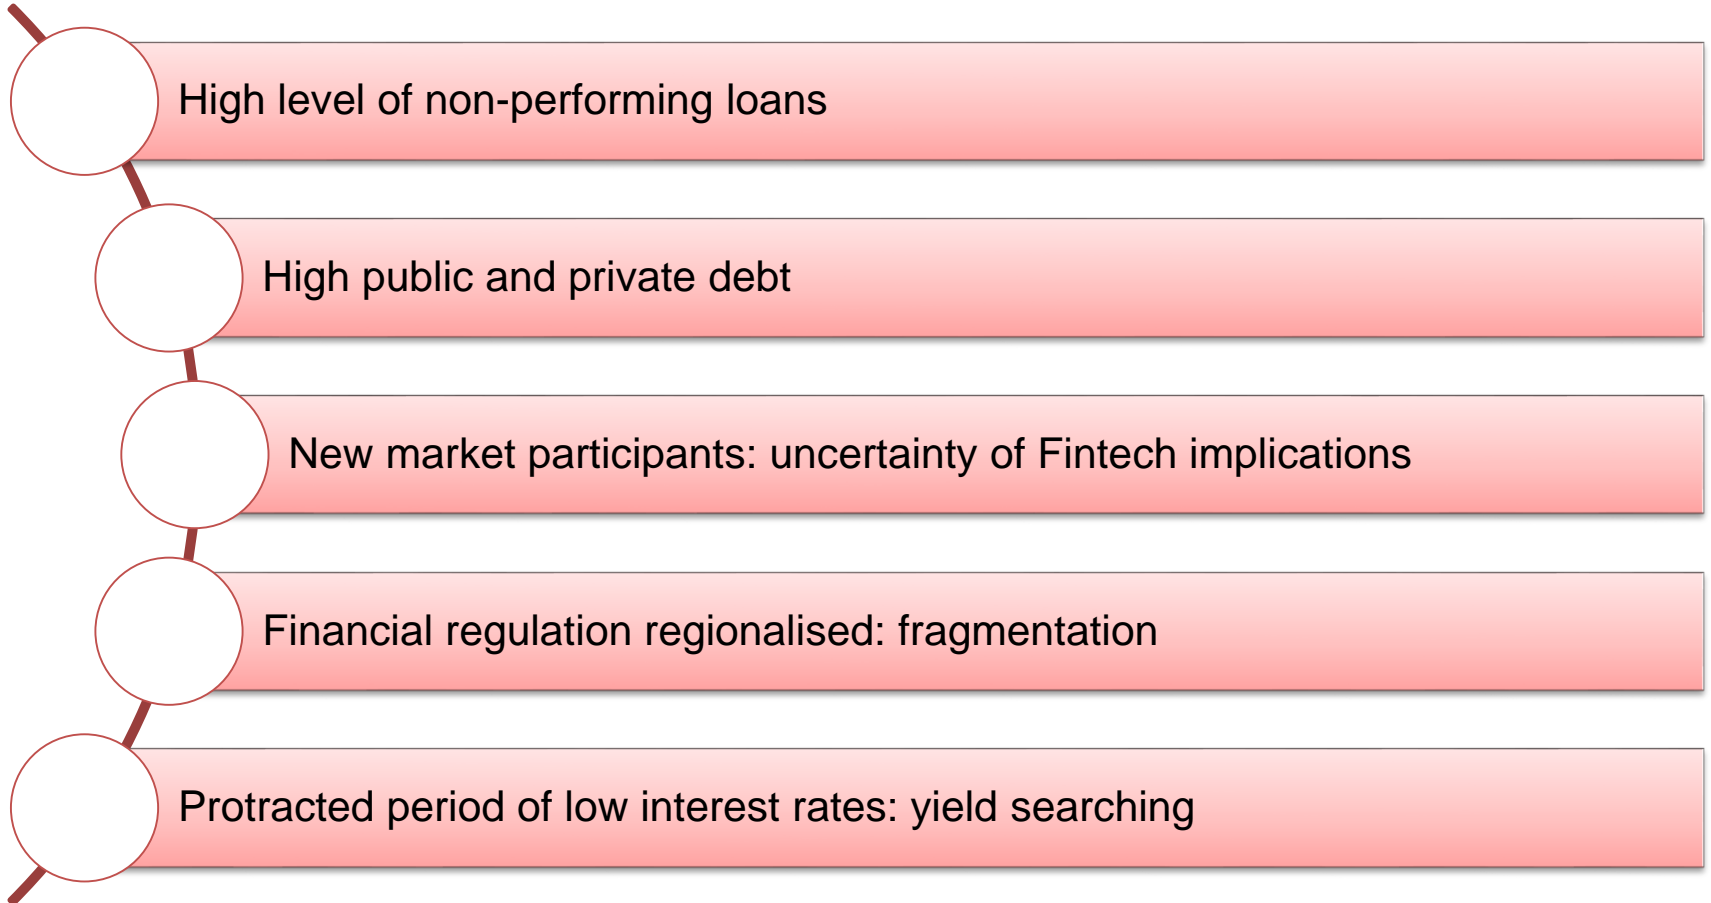 High level of non-performing loans
High public and private debt
New market participants: uncertainty of Fintech implications
Financial regulation regionalised: fragmentation
Protracted period of low interest rates: yield searching